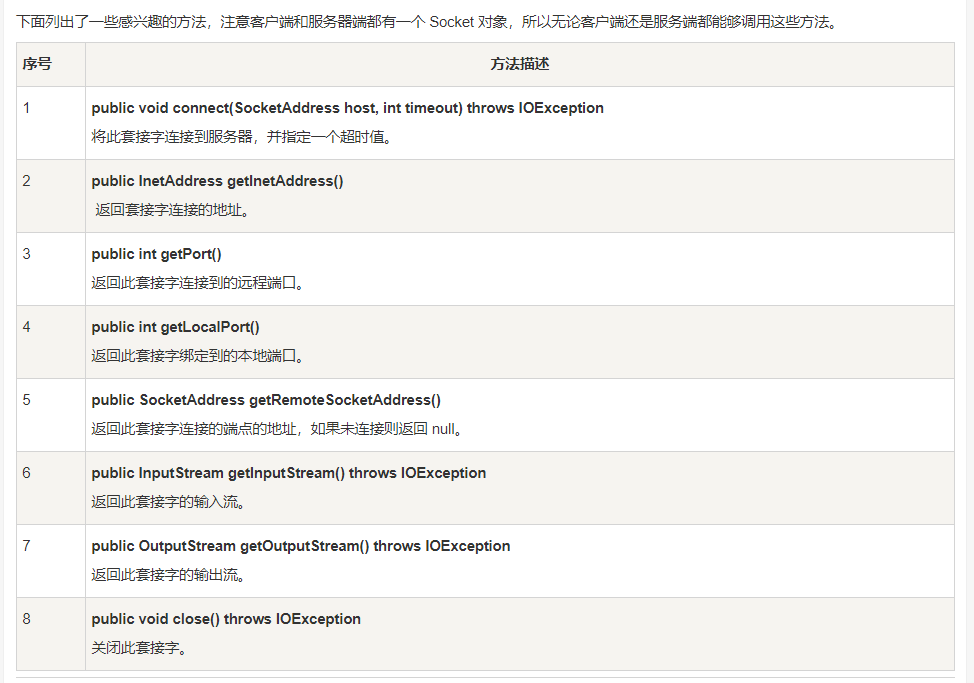 下面列出了一些感兴趣的方法，注意客户端和服务器端都有一个 Socket 对象，所以无论客户端还是服务端都能够调用这些方法。
序号 方法描述
1 public void connect(SocketAddress host, int timeout) throws IOException
将此套接字连接到服务器，并指定一个超时值。
2 public InetAddress getInetAddress()
返回套接字连接的地址。
3 public int getPort()
返回此套接字连接到的远程端口。
4 public int getLocalPort()
返回此套接字绑定到的本地端口。
5 public SocketAddress getRemoteSocketAddress()
返回此套接字连接的端点的地址，如果未连接则返回 null。
6 public InputStream getInputStream() throws IOException
返回此套接字的输入流。
7 public OutputStream getOutputStream() throws IOException
返回此套接字的输出流。
8 public void close() throws IOException
关闭此套接字。